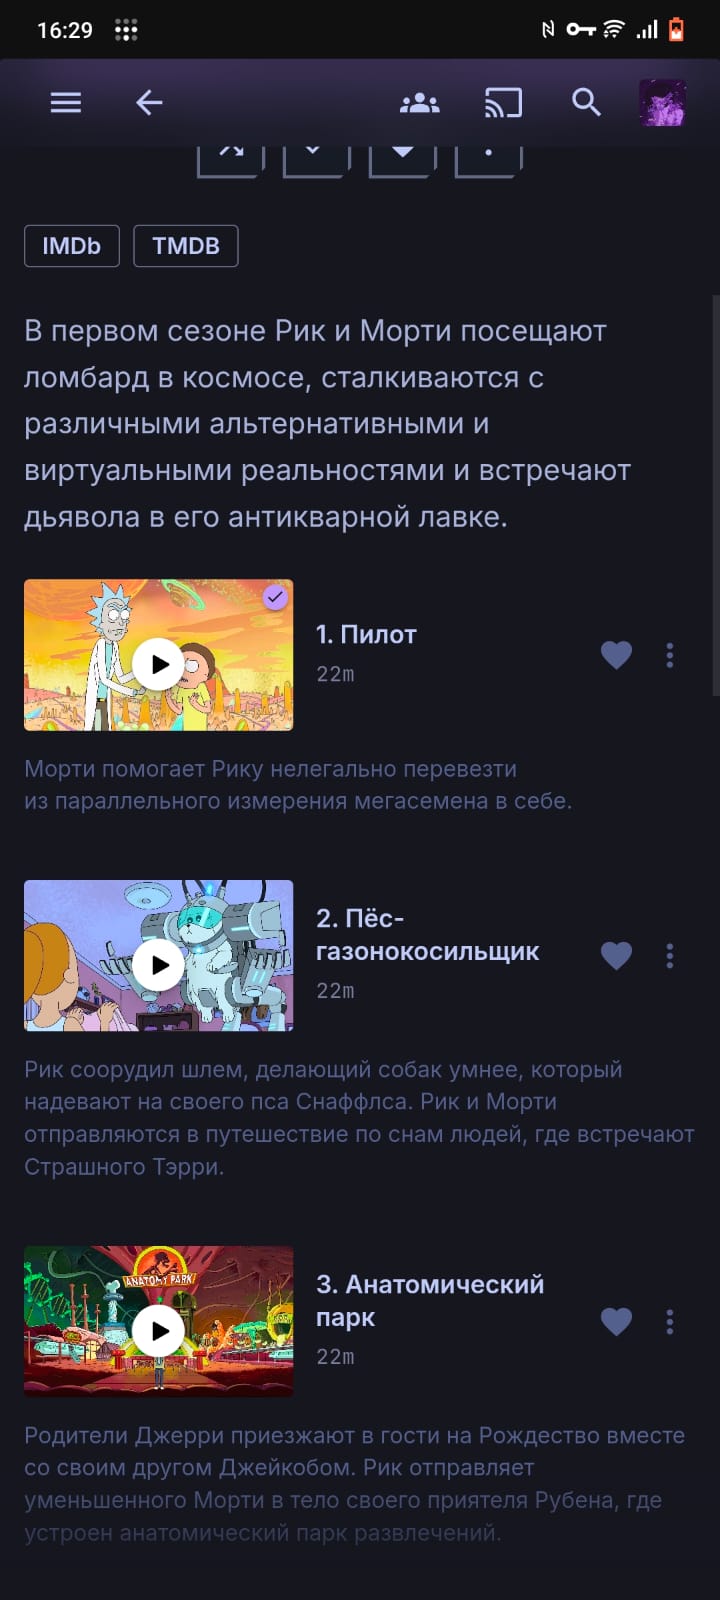 16:29
IMDb
TMDB
В первом сезоне Рик и Морти посещают
ломбард в космосе, сталкиваются с
различными альтернативными и
виртуальными реальностями и встречают
дьявола в его антикварной лавке.
1. Пилот
22m
Морти помогает Рику нелегально перевезти
из параллельного измерения мегасемена в себе.
2. Пёс-
газонокосильщик
22m
Рик соорудил шлем, делающий собак умнее, который
надевают на своего пса Снаффлса. Рик и Морти
отправляются в путешествие по снам людей, где встречают
Страшного Тэрри.
ANATOMY PARK
3. Анатомический
парк
22m
Родители Джерри приезжают в гости на Рождество вместе
со своим другом Джейкобом. Рик отправляет
уменьшенного Морти в тело своего приятеля Рубена, где
устроен анатомический парк развлечений.